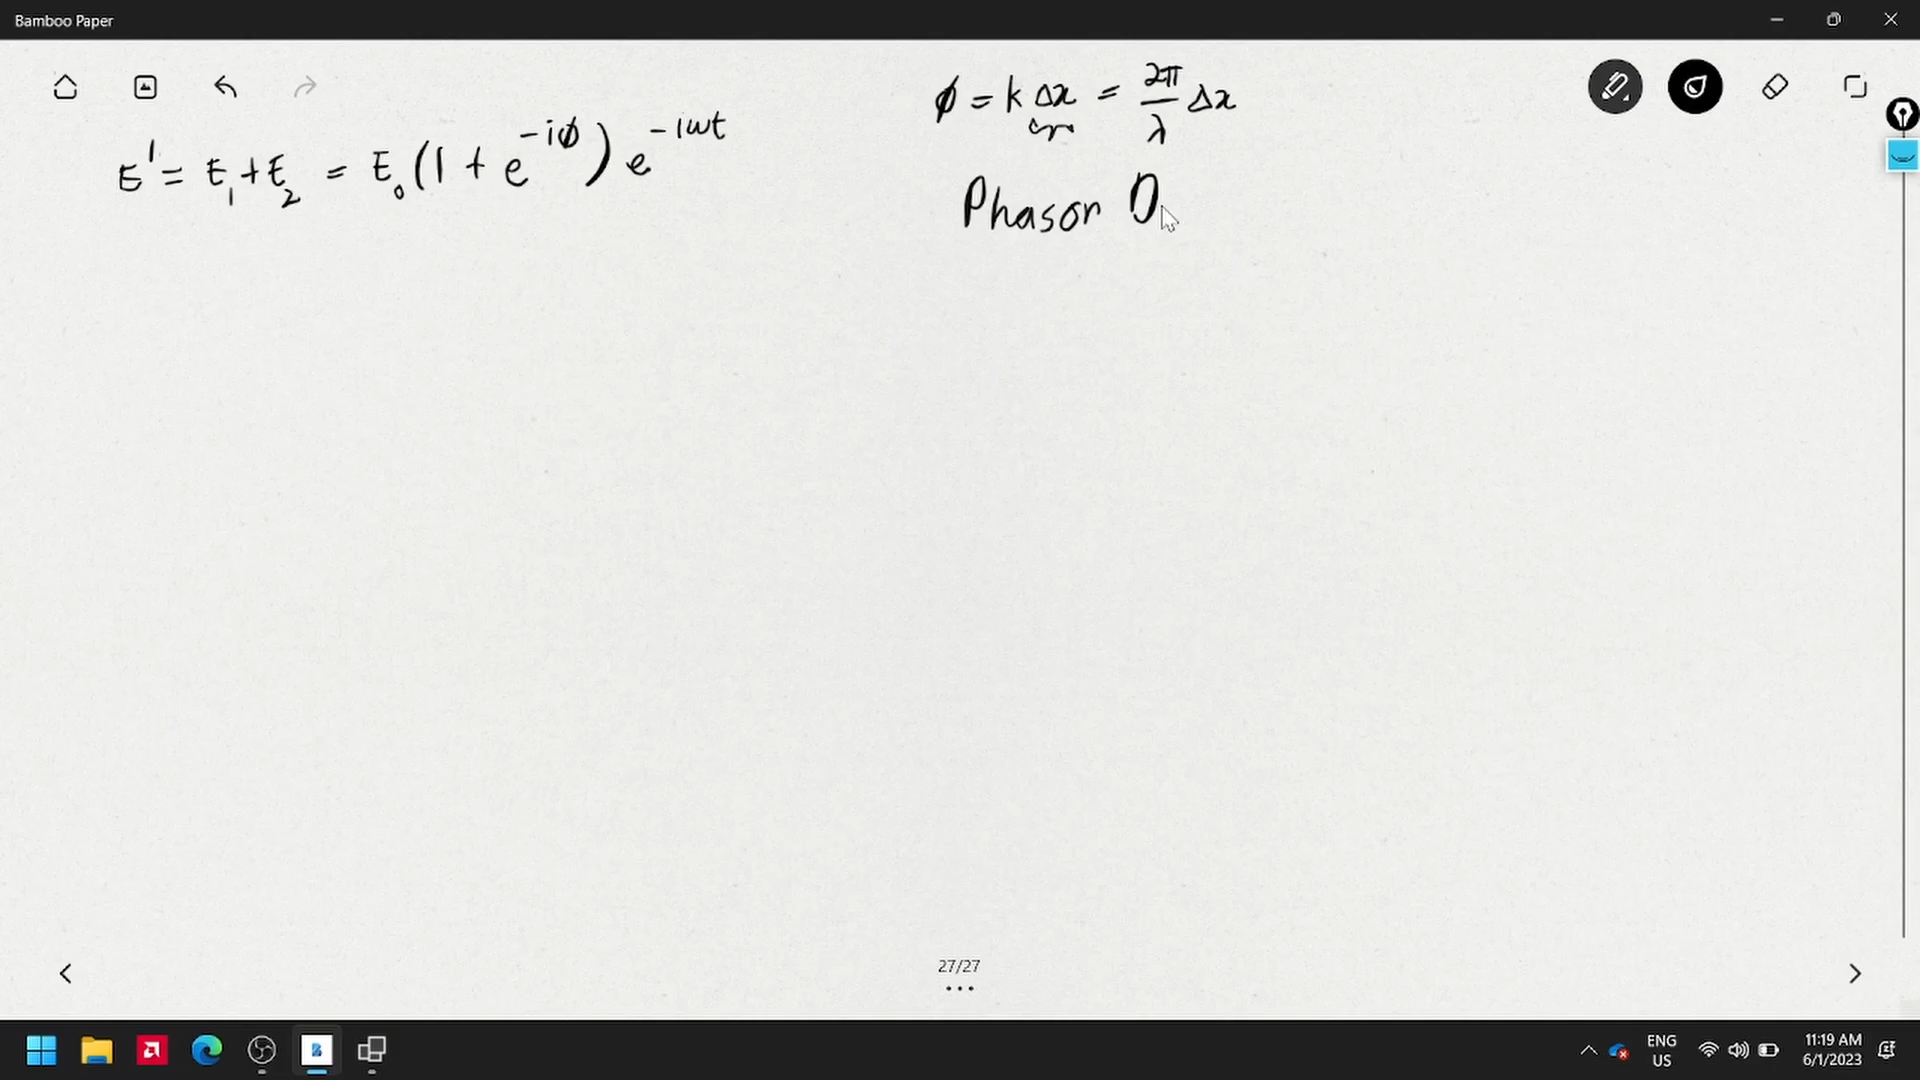 Bamboo Paper
ϕ = k Δx = 2π/λ Δx
E' = E₁ + E₂ = E₀ (1 + e^{-iϕ}) e^{-iωt}
Phasor D
27/27
ENG
US
11:19 AM
6/1/2023